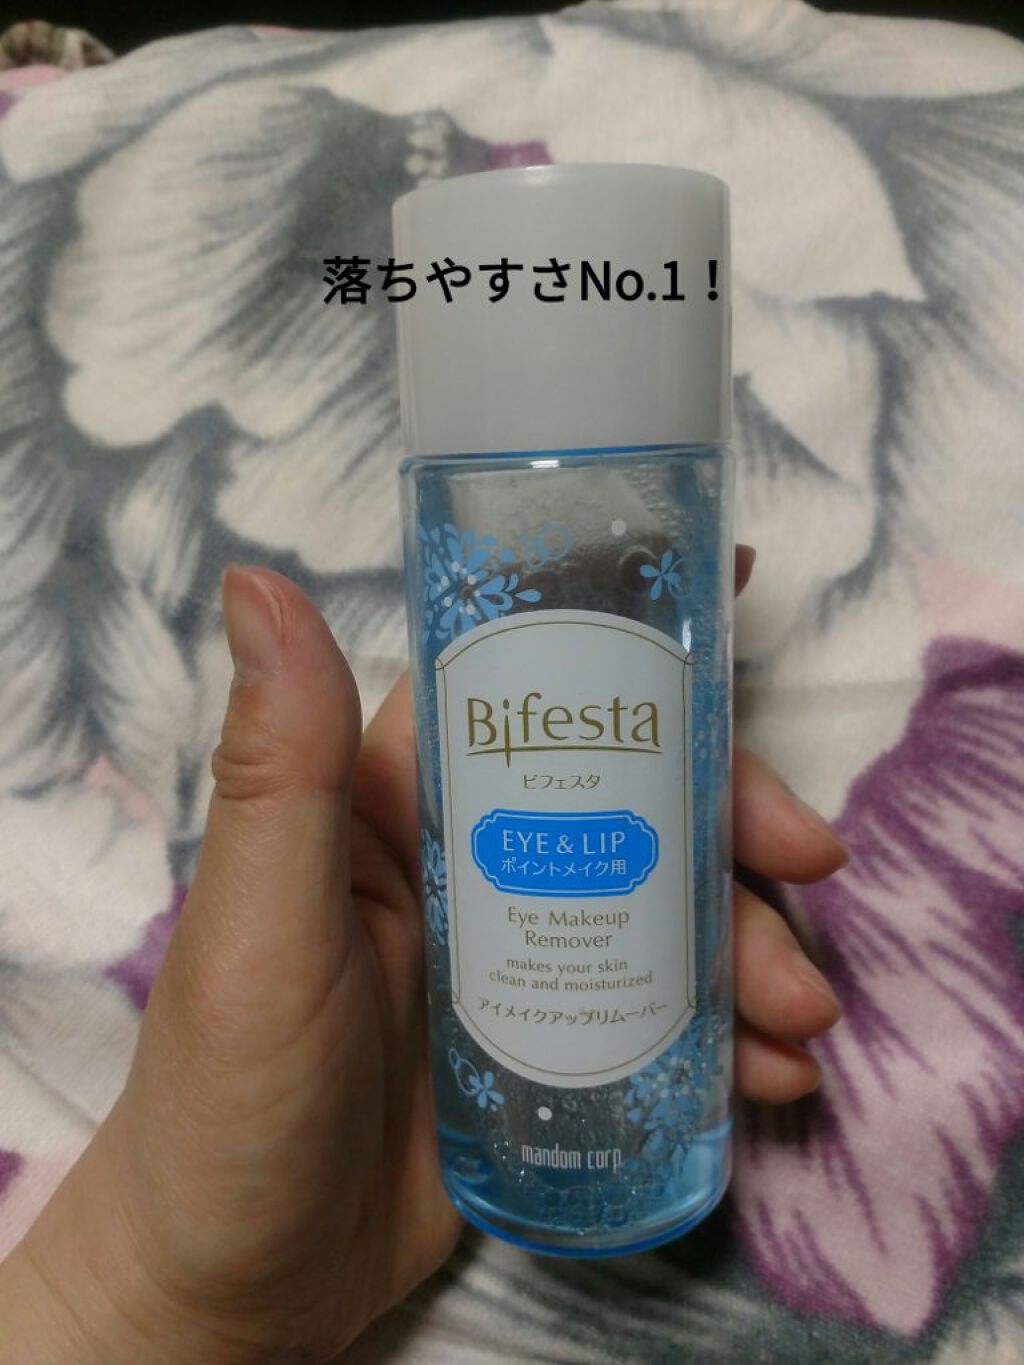 落ちやすさNo.1！
Bifesta
ビフェスタ
EYE & LIP
ポイントメイク用
Eye Makeup
Remover
makes your skin
clean and moisturized
アイメイクアップリムーバー
mandom corp